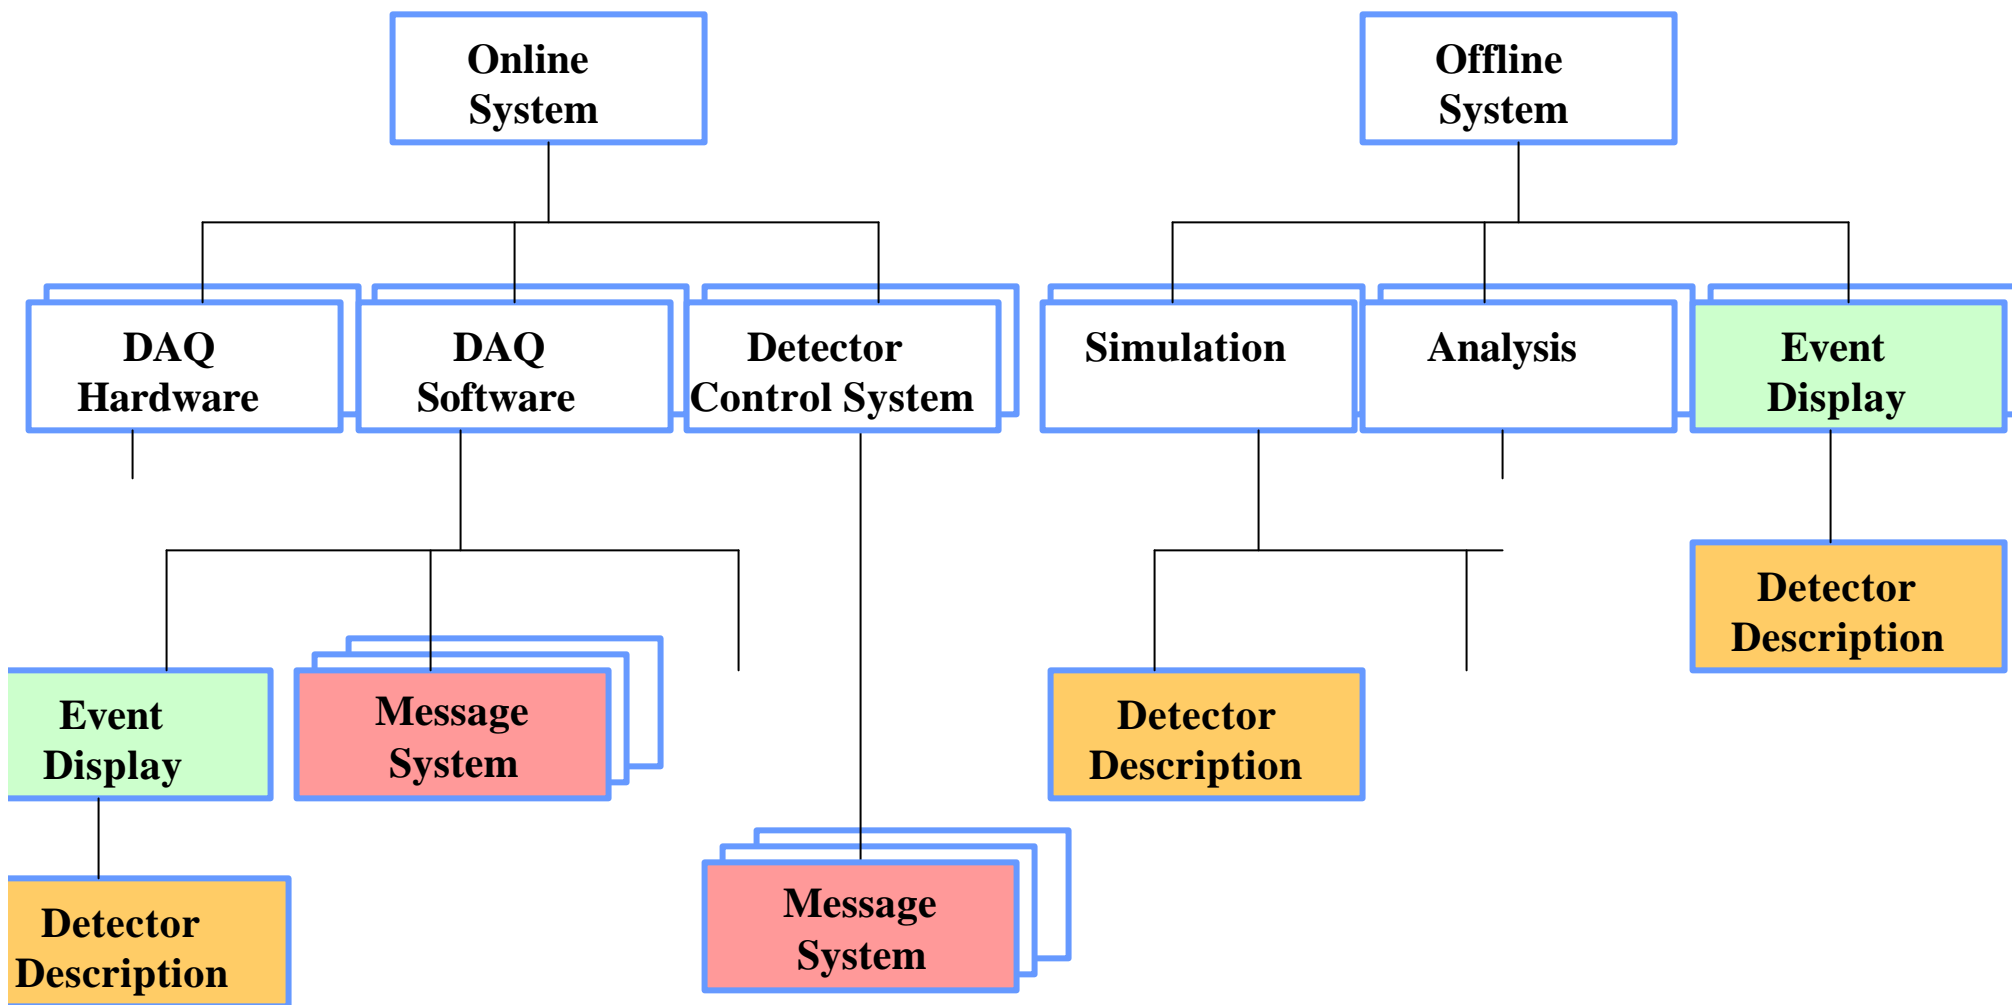 Online
System
Offline
System
DAQ
Hardware
DAQ
Software
Detector
Control System
Simulation
Analysis
Event
Display
Detector
Description
Event
Display
Message
System
Detector
Description
Detector
Description
Message
System